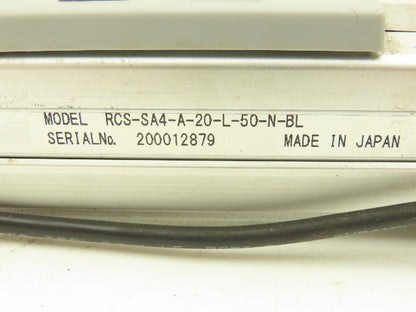 MODEL RCS-SA4-A-20-L-50-N-BL
SERIALNo. 200012879 MADE IN JAPAN